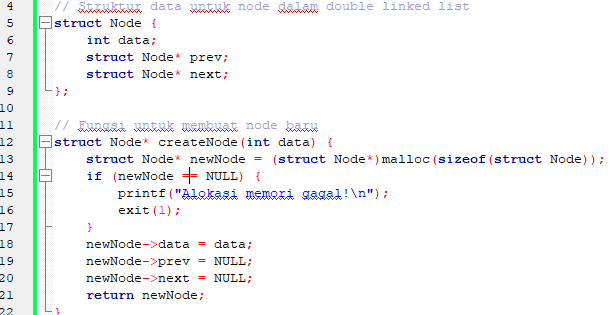 4 // Struktur data untuk node dalam double linked list
5 struct Node {
6 int data;
7 struct Node* prev;
8 struct Node* next;
9 };
10
11 // Fungsi untuk membuat node baru
12 struct Node* createNode(int data) {
13 struct Node* newNode = (struct Node*)malloc(sizeof(struct Node));
14 if (newNode == NULL) {
15 printf("Alokasi memori gagal!\n");
16 exit(1);
17 }
18 newNode->data = data;
19 newNode->prev = NULL;
20 newNode->next = NULL;
21 return newNode;
22 }